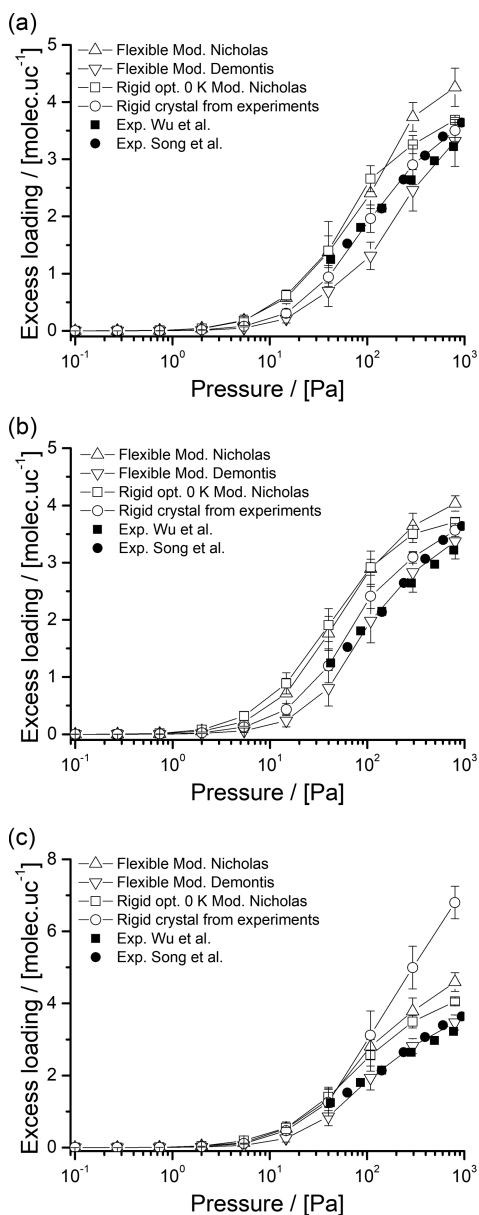 (a)
Flexible Mod. Nicholas
Flexible Mod. Demontis
Rigid opt. 0 K Mod. Nicholas
Rigid crystal from experiments
Exp. Wu et al.
Exp. Song et al.
Excess loading / [molec.uc⁻¹]
5
4
3
2
1
0
10⁻¹ 10⁰ 10¹ 10² 10³
Pressure / [Pa]
(b)
Flexible Mod. Nicholas
Flexible Mod. Demontis
Rigid opt. 0 K Mod. Nicholas
Rigid crystal from experiments
Exp. Wu et al.
Exp. Song et al.
Excess loading / [molec.uc⁻¹]
5
4
3
2
1
0
10⁻¹ 10⁰ 10¹ 10² 10³
Pressure / [Pa]
(c)
Flexible Mod. Nicholas
Flexible Mod. Demontis
Rigid opt. 0 K Mod. Nicholas
Rigid crystal from experiments
Exp. Wu et al.
Exp. Song et al.
Excess loading / [molec.uc⁻¹]
8
6
4
2
0
10⁻¹ 10⁰ 10¹ 10² 10³
Pressure / [Pa]